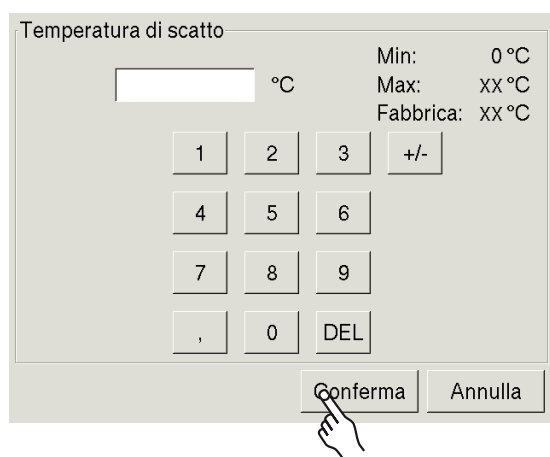 Temperatura di scatto
Min: 0 °C
°C
Max: xx °C
Fabbrica: xx °C
1 2 3 +/-
4 5 6
7 8 9
, 0 DEL
Conferma Annulla